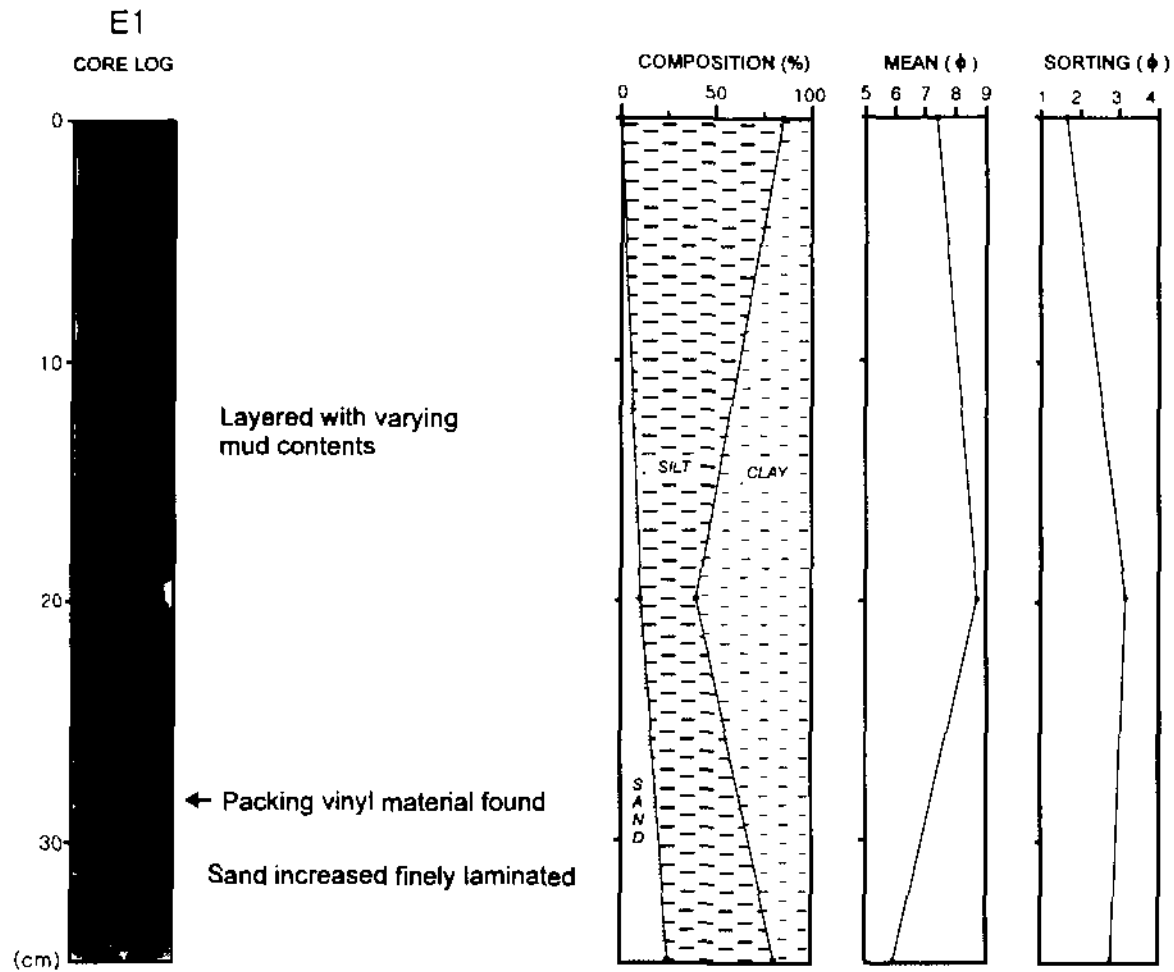 E1
CORE LOG
COMPOSITION (%)
MEAN (ϕ)
SORTING (ϕ)
0 50 100
5 6 7 8 9
1 2 3 4
0
10
Layered with varying
mud contents
SILT
CLAY
20
Packing vinyl material found
SAND
30
Sand increased finely laminated
(cm)